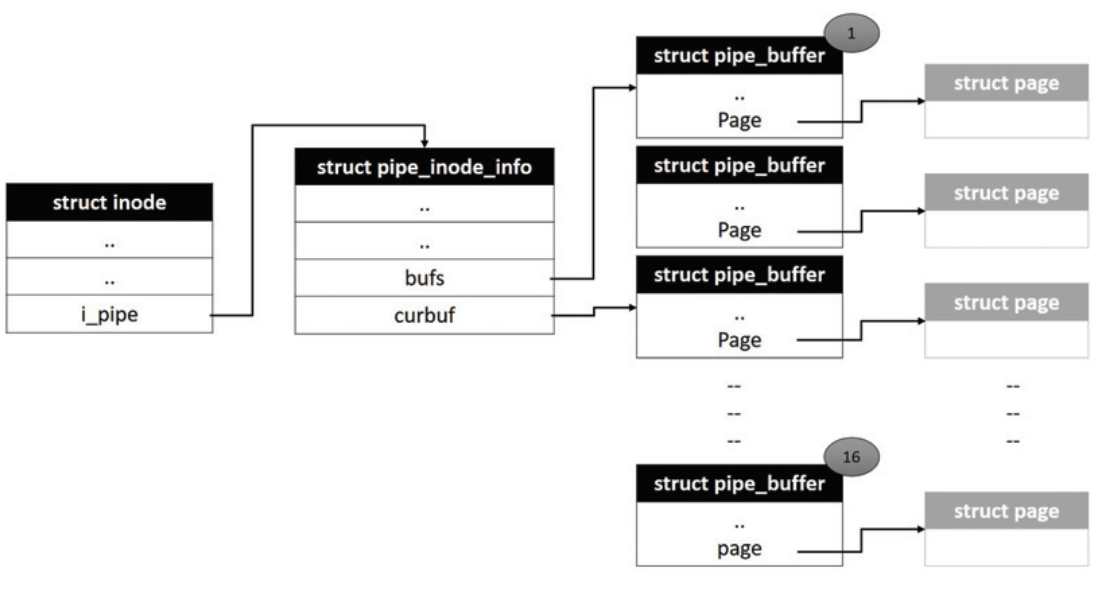 struct inode
..
..
i_pipe
struct pipe_inode_info
..
..
bufs
curbuf
1
struct pipe_buffer
..
Page
struct page
struct pipe_buffer
..
Page
struct page
struct pipe_buffer
..
Page
struct page
-- --
-- --
-- --
16
struct pipe_buffer
..
page
struct page